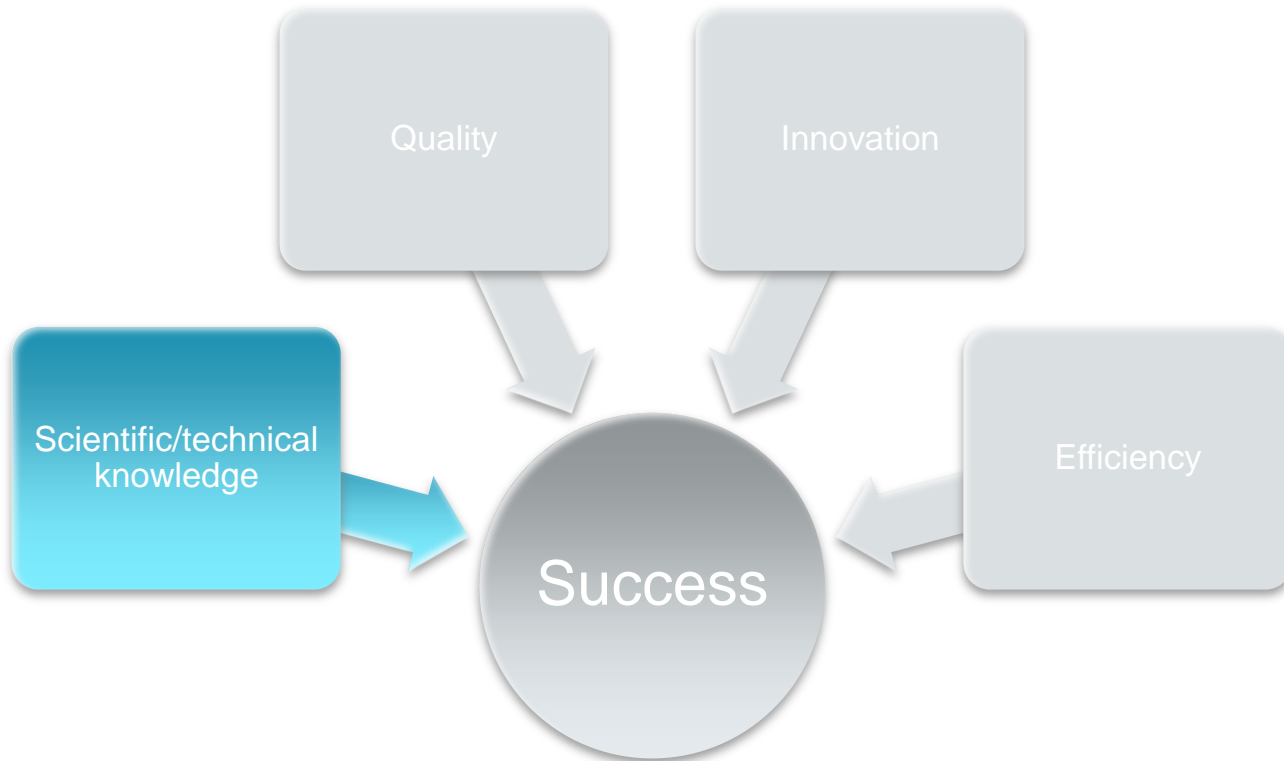 Quality
Innovation
Scientific/technical
knowledge
Efficiency
Success